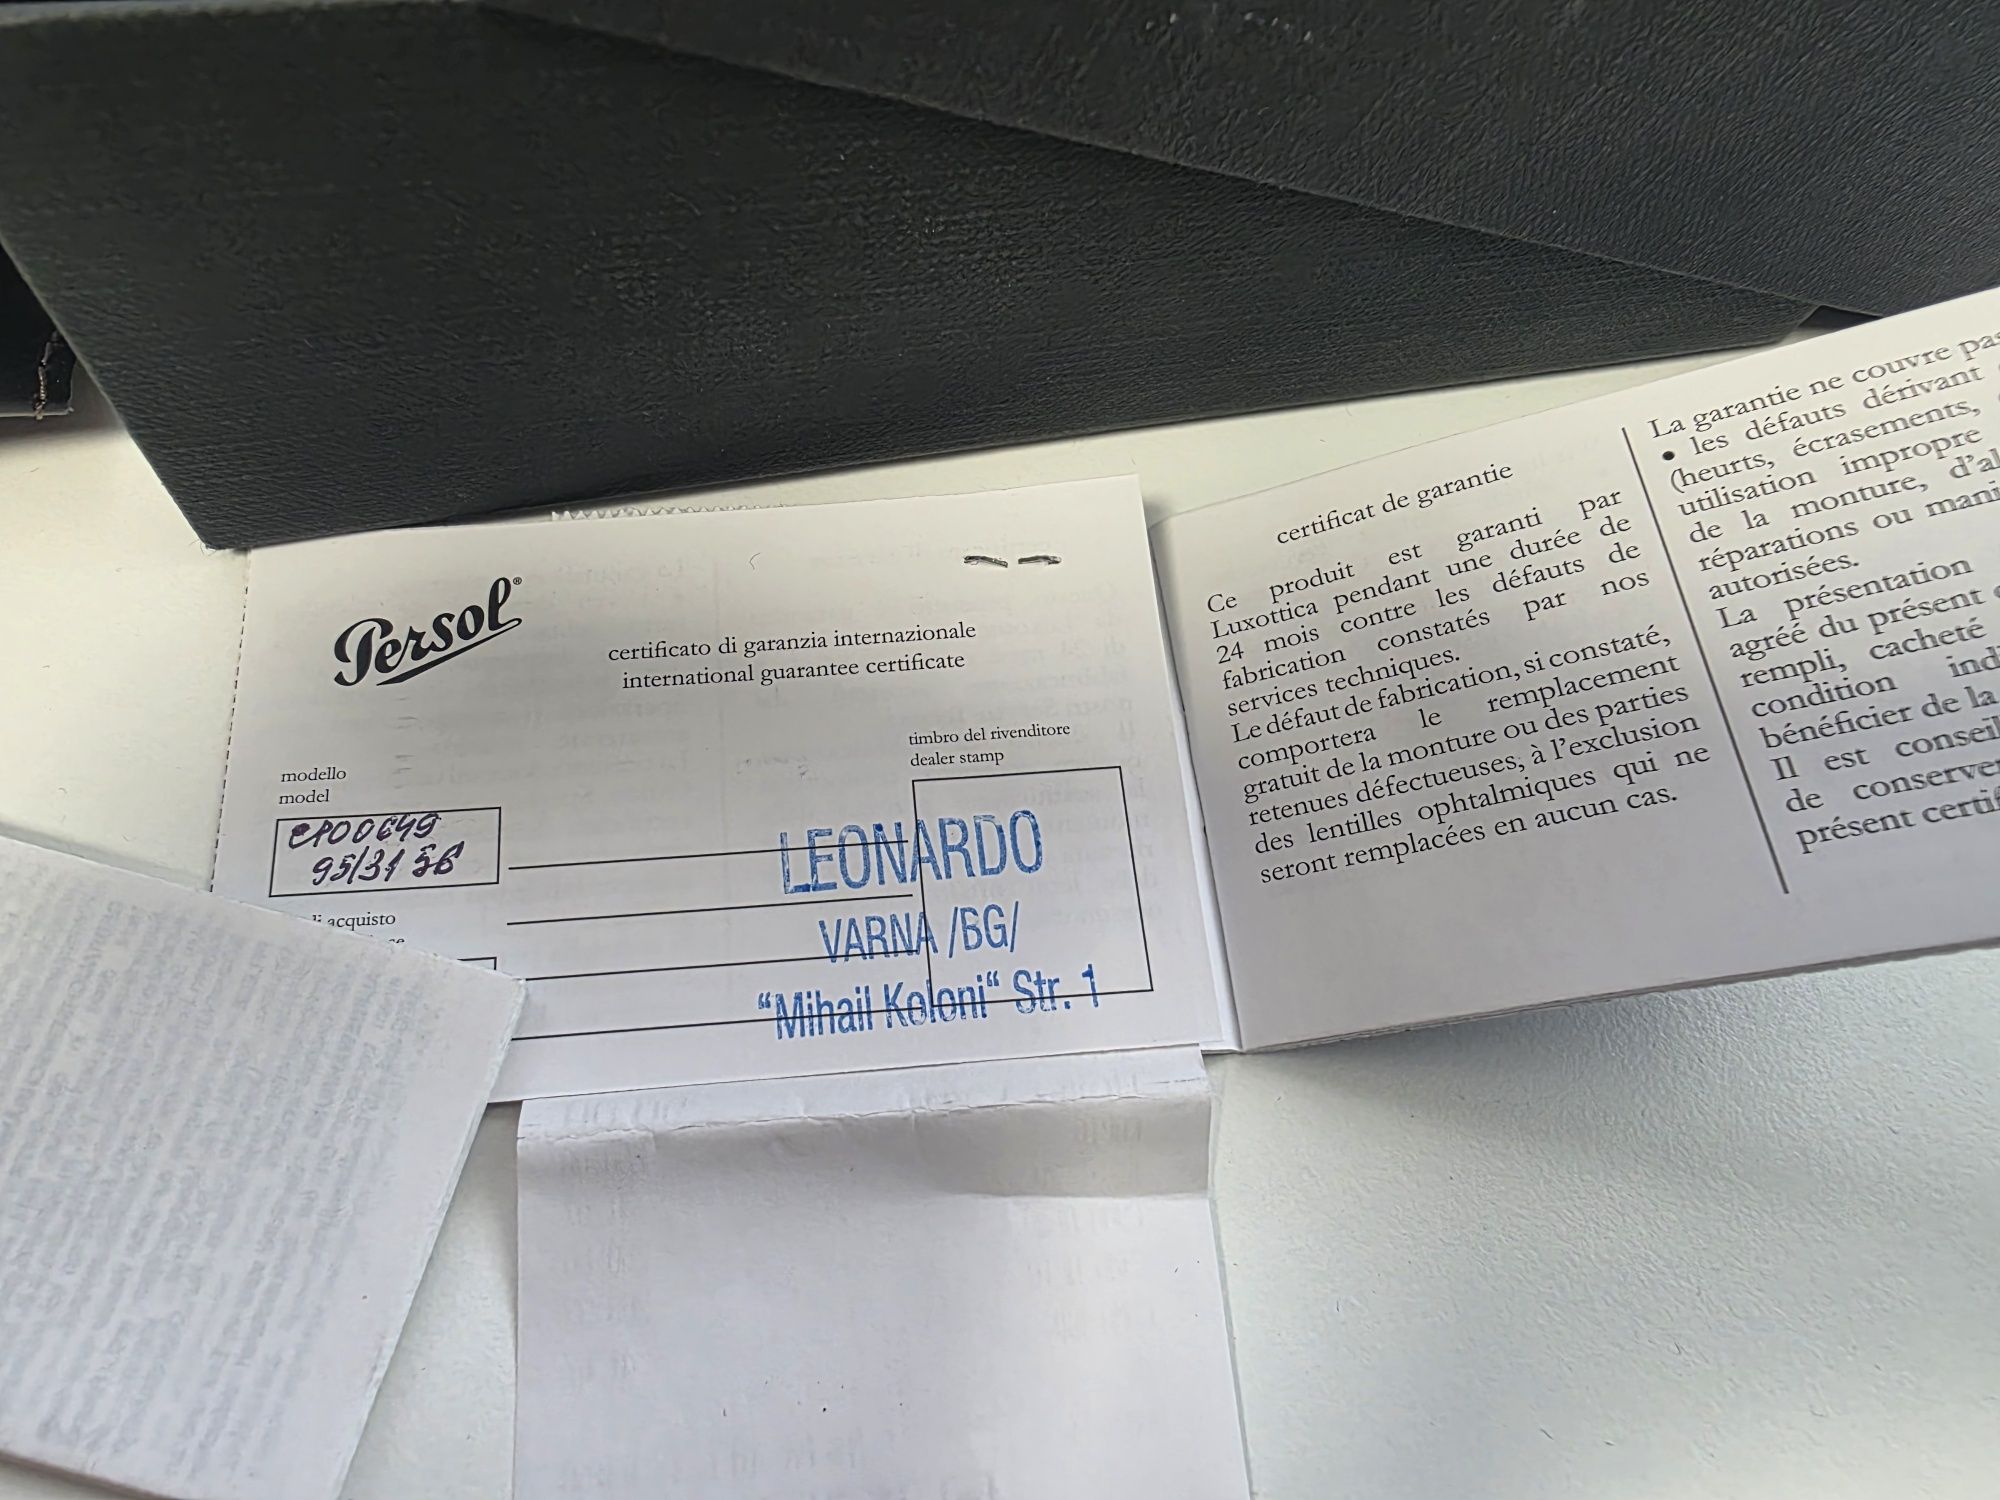 Persol®
certificato di garanzia internazionale
international guarantee certificate
modello
model
95/31 56
acquisto
timbro del rivenditore
dealer stamp
LEONARDO
VARNA /BG/
“Mihail Koloni“ Str. 1
certificat de garantie
Ce produit est garanti par
Luxottica pendant une durée de
24 mois contre les défauts de
fabrication constatés par nos
services techniques.
Le défaut de fabrication, si constaté,
comportera le remplacement
gratuit de la monture ou des parties
retenues défectueuses, à l’exclusion
des lentilles ophtalmiques qui ne
seront remplacées en aucun cas.
La garantie ne couvre pas
• les défauts dérivant
(heurts, écrasements,
utilisation impropre
de la monture, d’al
réparations ou mani
autorisées.
La présentation
agréé du présent
rempli, cacheté
condition ind
bénéficier de la
Il est conseil
de conserver
présent certif